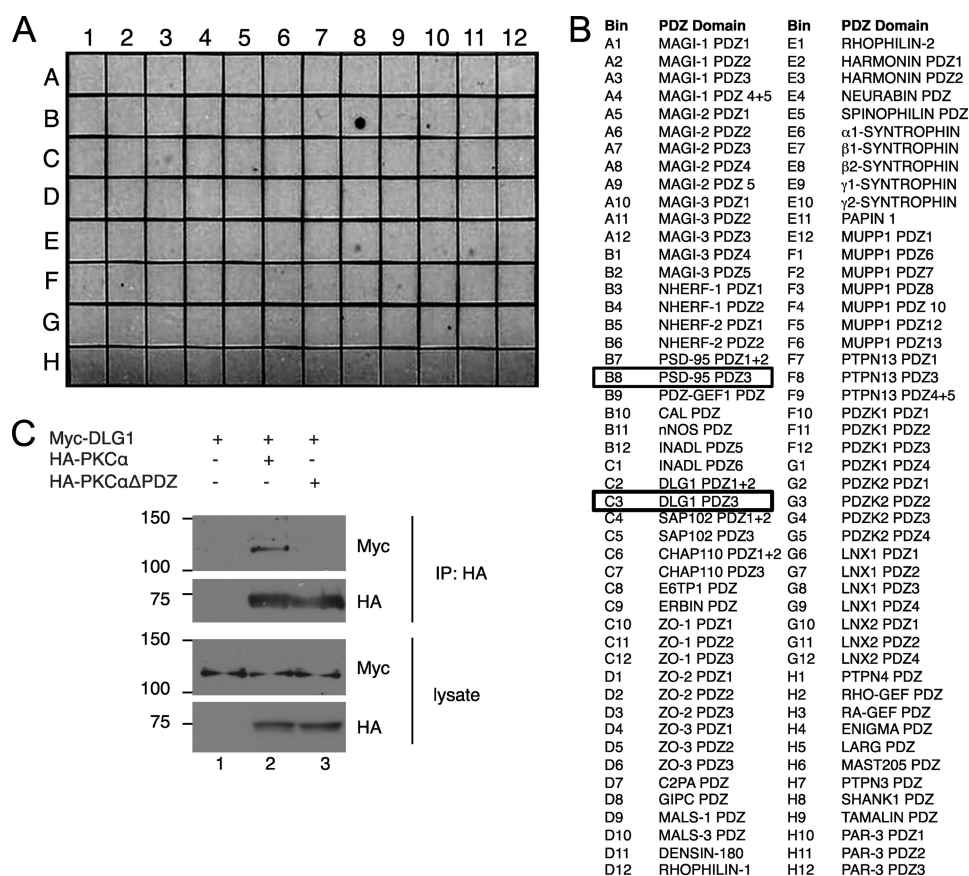 A
1 2 3 4 5 6 7 8 9 10 11 12
A
B
C
D
E
F
G
H
B
Bin PDZ Domain Bin PDZ Domain
A1 MAGI-1 PDZ1 E1 RHOPHILIN-2
A2 MAGI-1 PDZ2 E2 HARMONIN PDZ1
A3 MAGI-1 PDZ3 E3 HARMONIN PDZ2
A4 MAGI-1 PDZ 4+5 E4 NEURABIN PDZ
A5 MAGI-2 PDZ1 E5 SPINOPHILIN PDZ
A6 MAGI-2 PDZ2 E6 α1-SYNTROPHIN
A7 MAGI-2 PDZ3 E7 β1-SYNTROPHIN
A8 MAGI-2 PDZ4 E8 β2-SYNTROPHIN
A9 MAGI-2 PDZ 5 E9 γ1-SYNTROPHIN
A10 MAGI-3 PDZ1 E10 γ2-SYNTROPHIN
A11 MAGI-3 PDZ2 E11 PAPIN 1
A12 MAGI-3 PDZ3 E12 MUPP1 PDZ1
B1 MAGI-3 PDZ4 F1 MUPP1 PDZ6
B2 MAGI-3 PDZ5 F2 MUPP1 PDZ7
B3 NHERF-1 PDZ1 F3 MUPP1 PDZ8
B4 NHERF-1 PDZ2 F4 MUPP1 PDZ 10
B5 NHERF-2 PDZ1 F5 MUPP1 PDZ12
B6 NHERF-2 PDZ2 F6 MUPP1 PDZ13
B7 PSD-95 PDZ1+2 F7 PTPN13 PDZ1
B8 PSD-95 PDZ3 F8 PTPN13 PDZ3
B9 PDZ-GEF1 PDZ F9 PTPN13 PDZ4+5
B10 CAL PDZ F10 PDZK1 PDZ1
B11 nNOS PDZ F11 PDZK1 PDZ2
B12 INADL PDZ5 F12 PDZK1 PDZ3
C1 INADL PDZ6 G1 PDZK1 PDZ4
C2 DLG1 PDZ1+2 G2 PDZK2 PDZ1
C3 DLG1 PDZ3 G3 PDZK2 PDZ2
C4 SAP102 PDZ1+2 G4 PDZK2 PDZ3
C5 SAP102 PDZ3 G5 PDZK2 PDZ4
C6 CHAP110 PDZ1+2 G6 LNX1 PDZ1
C7 CHAP110 PDZ3 G7 LNX1 PDZ2
C8 E6TP1 PDZ G8 LNX1 PDZ3
C9 ERBIN PDZ G9 LNX1 PDZ4
C10 ZO-1 PDZ1 G10 LNX2 PDZ1
C11 ZO-1 PDZ2 G11 LNX2 PDZ2
C12 ZO-1 PDZ3 G12 LNX2 PDZ4
D1 ZO-2 PDZ1 H1 PTPN4 PDZ
D2 ZO-2 PDZ2 H2 RHO-GEF PDZ
D3 ZO-2 PDZ3 H3 RA-GEF PDZ
D4 ZO-3 PDZ1 H4 ENIGMA PDZ
D5 ZO-3 PDZ2 H5 LARG PDZ
D6 ZO-3 PDZ3 H6 MAST205 PDZ
D7 C2PA PDZ H7 PTPN3 PDZ
D8 GIPC PDZ H8 SHANK1 PDZ
D9 MALS-1 PDZ H9 TAMALIN PDZ
D10 MALS-3 PDZ H10 PAR-3 PDZ1
D11 DENSIN-180 H11 PAR-3 PDZ2
D12 RHOPHILIN-1 H12 PAR-3 PDZ3
C
Myc-DLG1 + + +
HA-PKCα - + -
HA-PKCαΔPDZ - - +
150
Myc
100
IP: HA
75
HA
150
Myc
100
lysate
75
HA
1 2 3